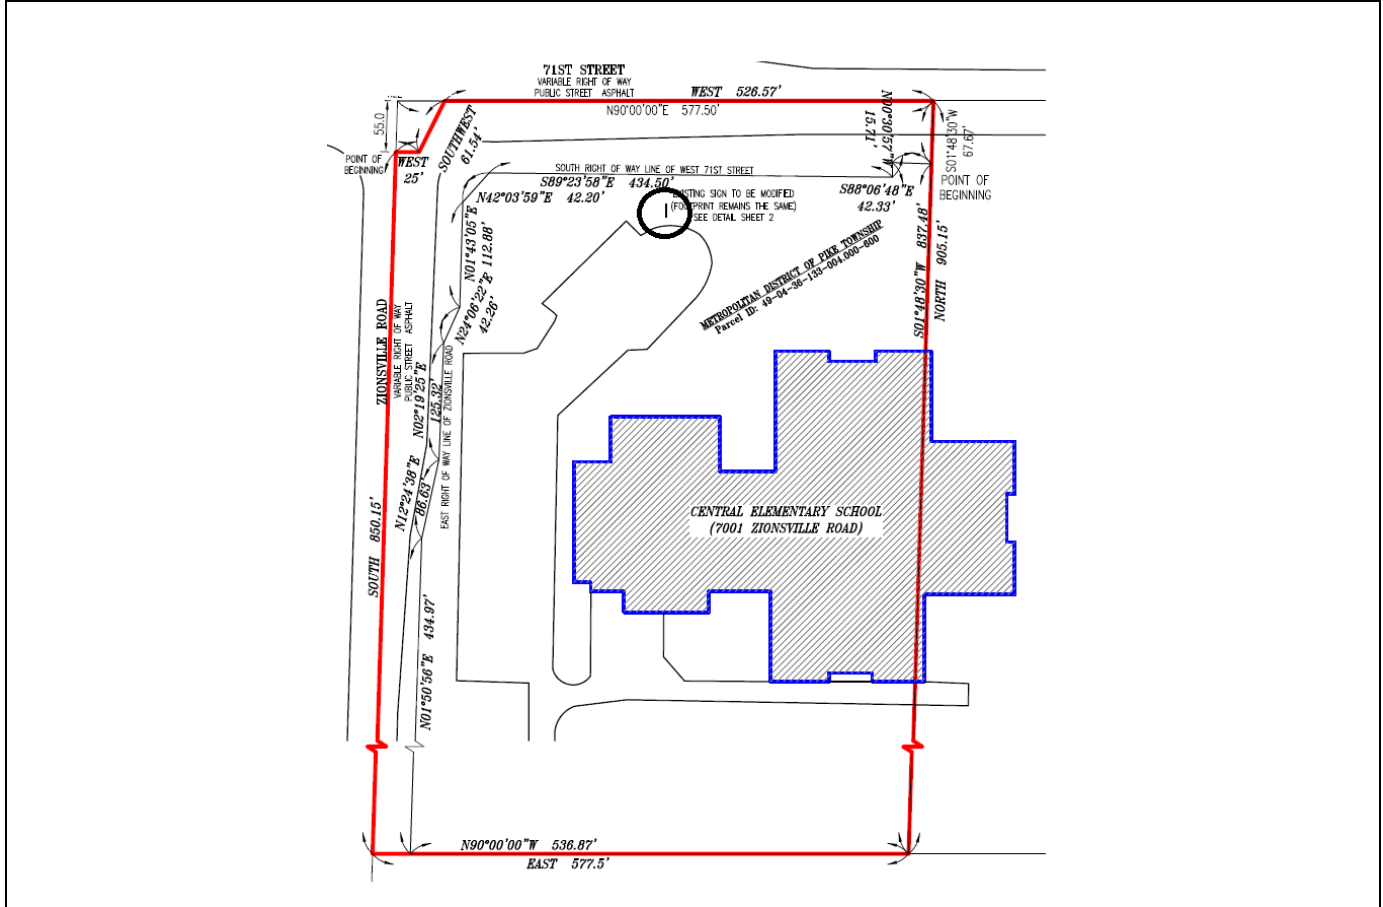 71ST STREET
VARIABLE RIGHT OF WAY
PUBLIC STREET ASPHALT
WEST 526.57'
N90°00'00"E 577.50'
N00°30'57"W
15.71'
S01°48'30"W
67.67'
55.0
SOUTHWEST
61.54'
POINT OF
BEGINNING
WEST
25'
SOUTH RIGHT OF WAY LINE OF WEST 71ST STREET
S89°23'58"E 434.50'
N42°03'59"E 42.20'
EXISTING SIGN TO BE MODIFIED
(FOOTPRINT REMAINS THE SAME)
SEE DETAIL SHEET 2
S88°06'48"E
42.33'
POINT OF
BEGINNING
N01°43'05"E 112.88'
N24°06'22"E
42.26'
METROPOLITAN DISTRICT OF PIKE TOWNSHIP
Parcel ID: 49-04-36-133-004.000-600
S01°48'30"W 837.48'
NORTH 905.15'
ZIONSVILLE ROAD
VARIABLE RIGHT OF WAY
PUBLIC STREET ASPHALT
N02°19'25"E
125.32'
EAST RIGHT OF WAY LINE OF ZIONSVILLE ROAD
N12°24'38"E
86.63'
SOUTH 850.15'
CENTRAL ELEMENTARY SCHOOL
(7001 ZIONSVILLE ROAD)
N01°50'56"E 434.97'
N90°00'00"W 536.87'
EAST 577.5'